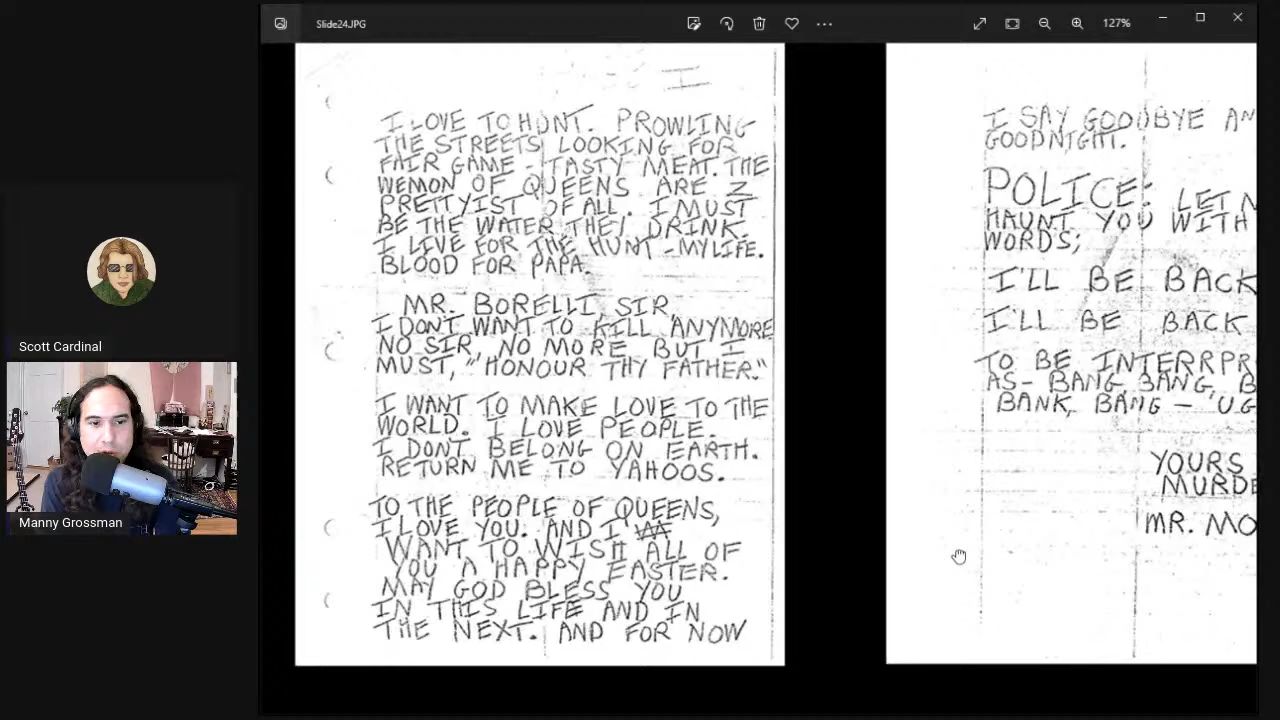 Slide24.JPG
127%
I
I LOVE TO HUNT. PROWLING
THE STREETS LOOKING FOR
FAIR GAME - TASTY MEAT. THE
WEMON OF QUEENS ARE Z
PRETTYIST OF ALL. I MUST
BE THE WATER THEY DRINK.
I LIVE FOR THE HUNT - MY LIFE.
BLOOD FOR PAPA.
MR. BORELLI, SIR,
I DONT WANT TO KILL ANYMORE
NO SIR, NO MORE BUT I
MUST, "HONOUR THY FATHER."
I WANT TO MAKE LOVE TO THE
WORLD. I LOVE PEOPLE.
I DONT BELONG ON EARTH.
RETURN ME TO YAHOOS.
TO THE PEOPLE OF QUEENS,
I LOVE YOU. AND I
WANT TO WISH ALL OF
YOU A HAPPY EASTER.
MAY GOD BLESS YOU
IN THIS LIFE AND IN
THE NEXT. AND FOR NOW
I SAY GOODBYE AN
GOODNIGHT.
POLICE: LET
HAUNT YOU WITH
WORDS;
I'LL BE BACK
I'LL BE BACK
TO BE INTERRPR
AS- BANG BANG, B
BANK, BANG - UG
YOURS
MURDE
MR. MO
Scott Cardinal
Manny Grossman